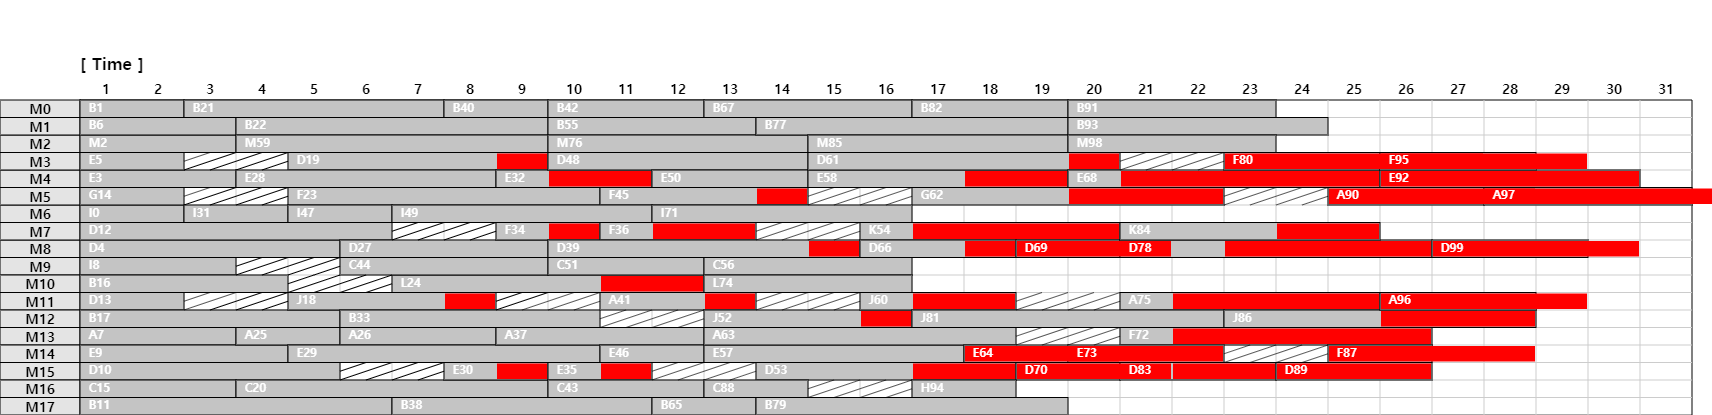 [ Time ]
1 2 3 4 5 6 7 8 9 10 11 12 13 14 15 16 17 18 19 20 21 22 23 24 25 26 27 28 29 30 31
M0 B1 B21 B40 B42 B67 B82 B91
M1 B6 B22 B55 B77 B93
M2 M2 M59 M76 M85 M98
M3 E5 D19 D48 D61 F80 F95
M4 E3 E28 E32 E50 E58 E68 E92
M5 G14 F23 F45 G62 A90 A97
M6 I0 I31 I47 I49 I71
M7 D12 F34 F36 K54 K84
M8 D4 D27 D39 D66 D69 D78 D99
M9 I8 C44 C51 C56
M10 B16 L24 L74
M11 D13 J18 A41 J60 A75 A96
M12 B17 B33 J52 J81 J86
M13 A7 A25 A26 A37 A63 F72
M14 E9 E29 E46 E57 E64 E73 F87
M15 D10 E30 E35 D53 D70 D83 D89
M16 C15 C20 C43 C88 H94
M17 B11 B38 B65 B79